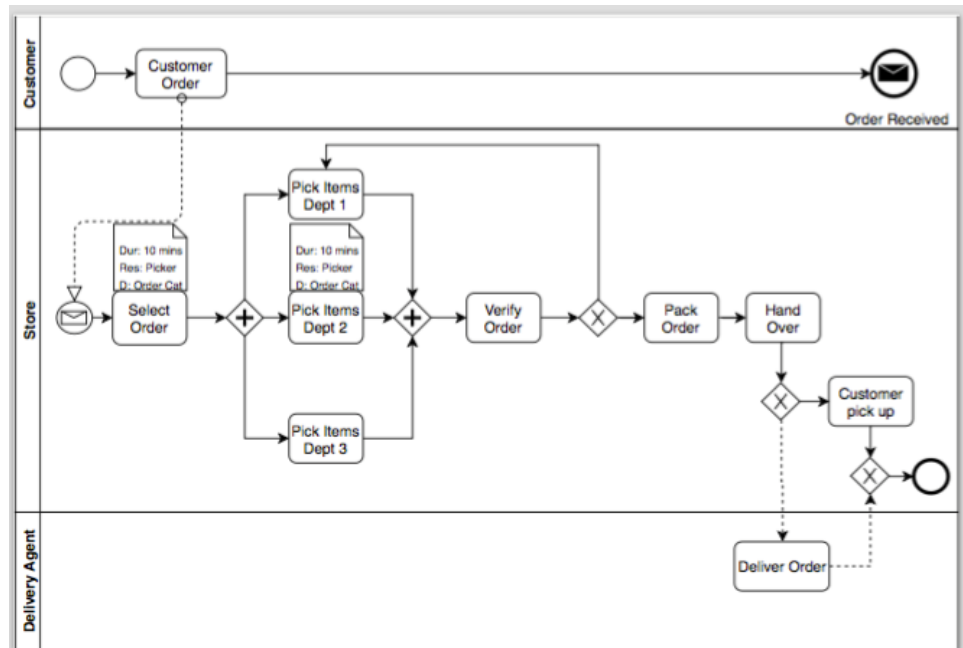 Customer
Customer
Order
Order Received
Store
Pick Items
Dept 1
Dur: 10 mins
Res: Picker
D: Order Cat
Select
Order
Dur: 10 mins
Res: Picker
D: Order Cat
Pick Items
Dept 2
Pick Items
Dept 3
Verify
Order
X
Pack
Order
Hand
Over
X
Customer
pick up
X
Delivery Agent
Deliver Order